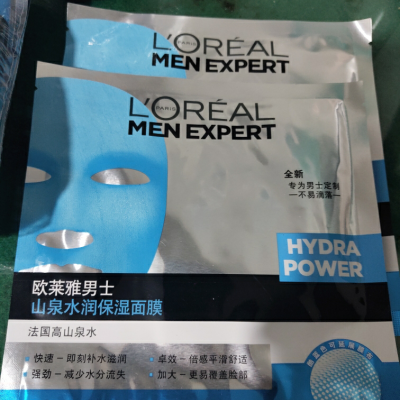 L'ORÉAL
PARIS
MEN EXPERT
L'ORÉAL
PARIS
MEN EXPERT
全新
专为男士定制
—不易滴落—
HYDRA
POWER
欧莱雅男士
山泉水润保湿面膜
法国高山泉水
• 快速 – 即刻补水滋润
• 卓效 – 倍感平滑舒适
• 强劲 – 减少水分流失
• 加大 – 更易覆盖脸部